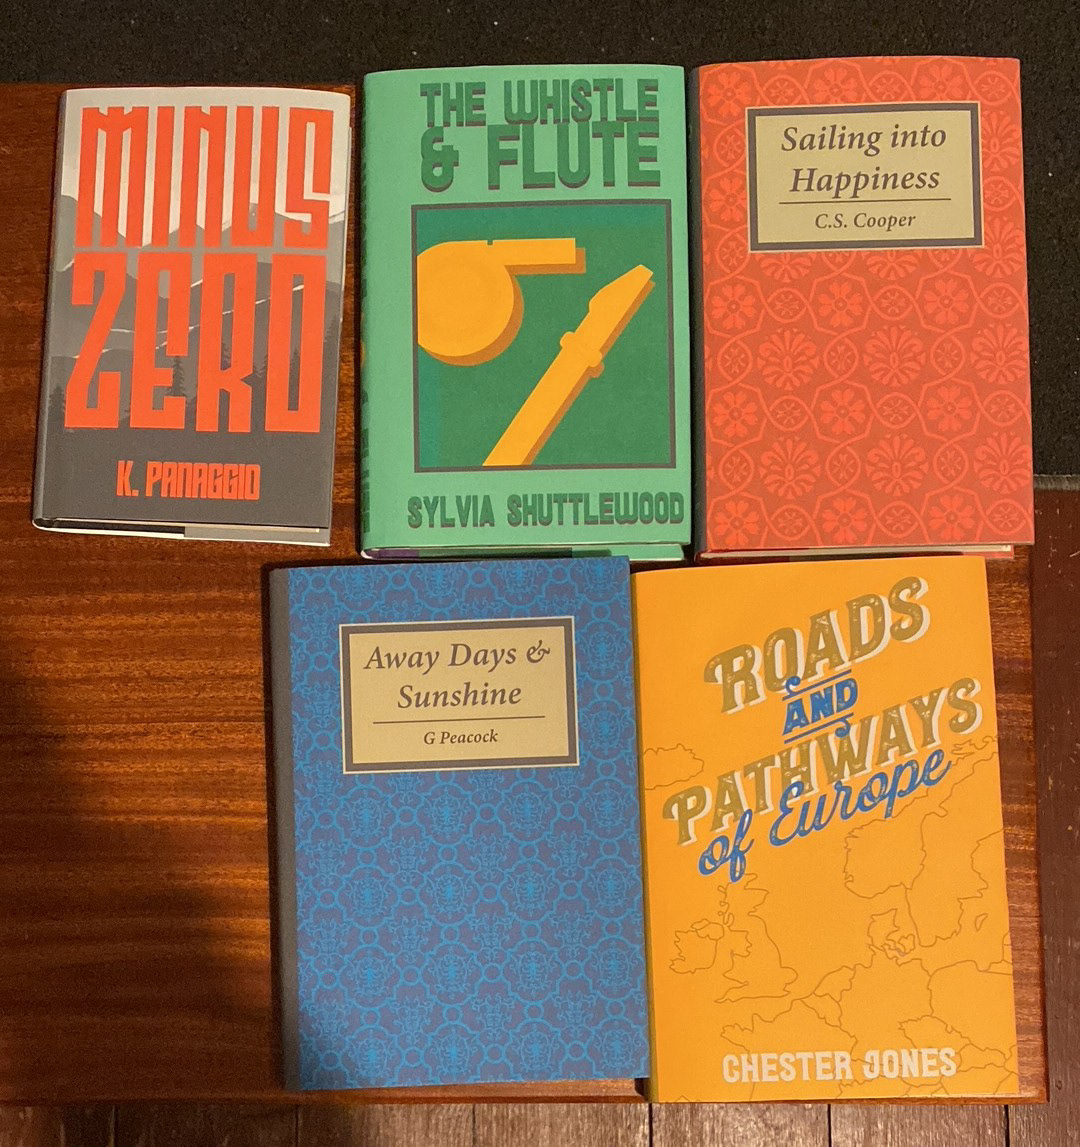 MINUS
ZERO
K. PANAGGIO
THE WHISTLE
& FLUTE
SYLVIA SHUTTLEWOOD
Sailing into
Happiness
C.S. Cooper
Away Days &
Sunshine
G Peacock
ROADS
AND
PATHWAYS
of Europe
CHESTER JONES